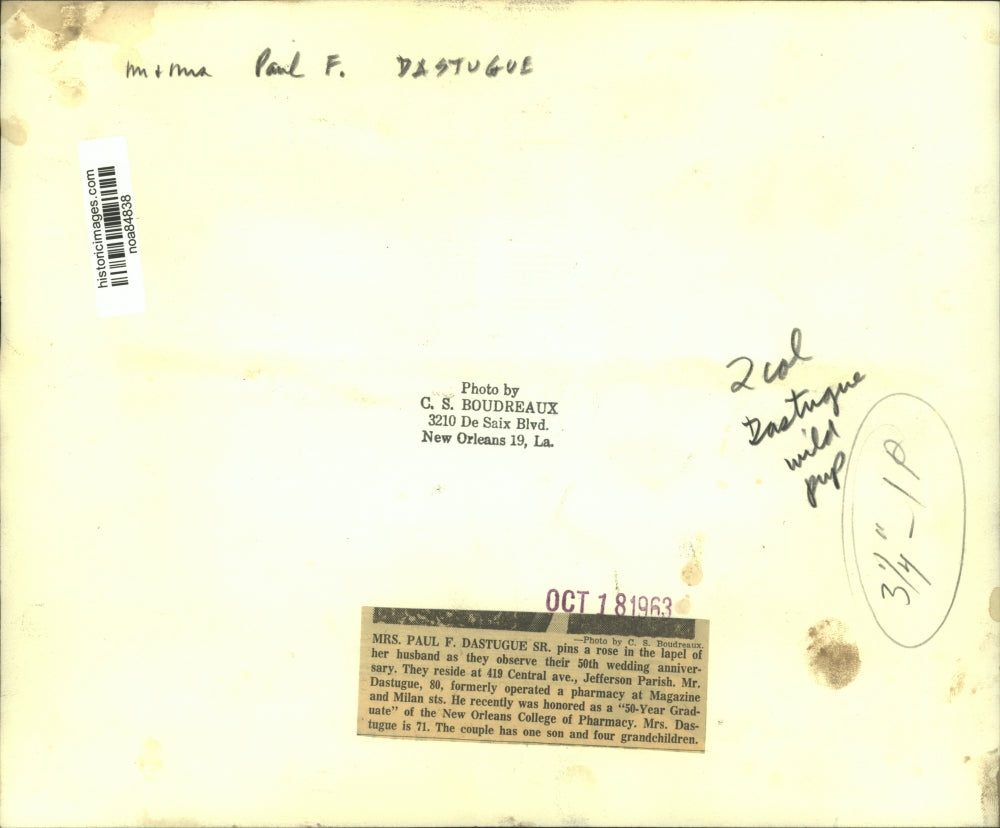 m + mrs Paul F. DASTUGUE
historicimages.com
noa84838
Photo by
C. S. BOUDREAUX
3210 De Saix Blvd.
New Orleans 19, La.
2 col
Dastugue
wild
pup
3 1/4" - 1 P
OCT 18 1963
—Photo by C. S. Boudreaux.
MRS. PAUL F. DASTUGUE SR. pins a rose in the lapel of
her husband as they observe their 50th wedding anniver-
sary. They reside at 419 Central ave., Jefferson Parish. Mr.
Dastugue, 80, formerly operated a pharmacy at Magazine
and Milan sts. He recently was honored as a “50-Year Grad-
uate” of the New Orleans College of Pharmacy. Mrs. Das-
tugue is 71. The couple has one son and four grandchildren.